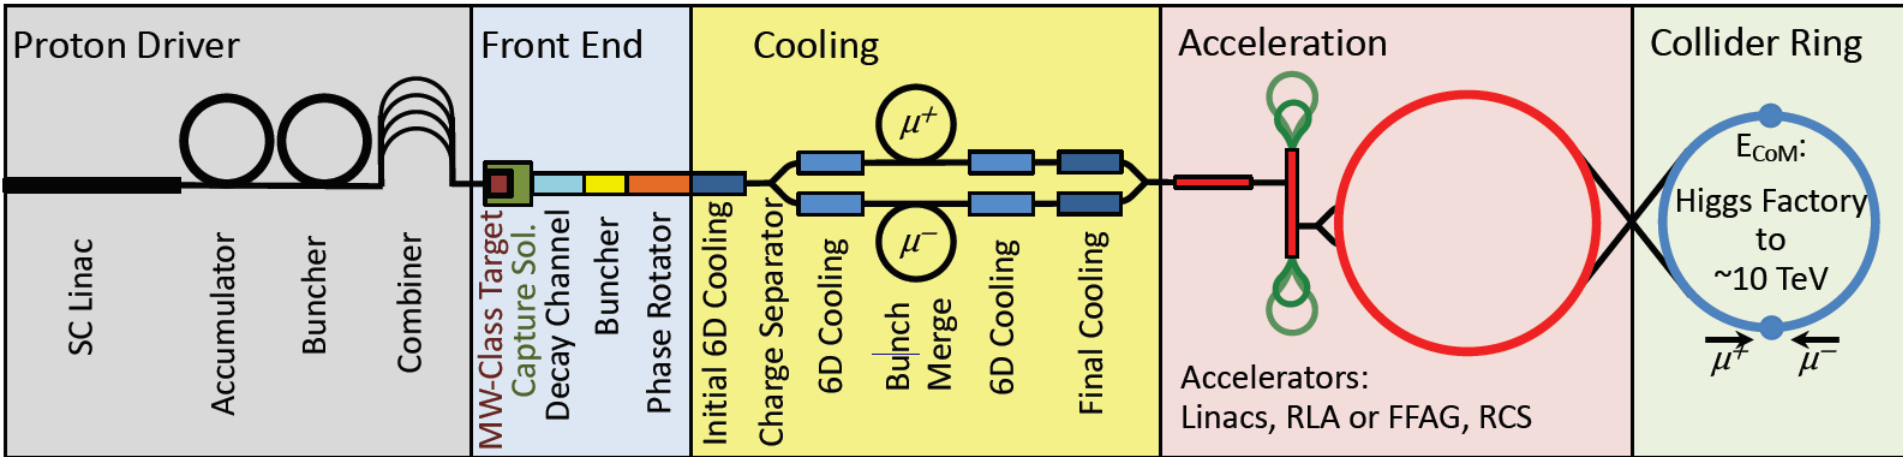 Proton Driver
SC Linac
Accumulator
Buncher
Combiner
Front End
MW-Class Target
Capture Sol.
Decay Channel
Buncher
Phase Rotator
Cooling
Initial 6D Cooling
Charge Separator
6D Cooling
μ+
μ−
Bunch
Merge
6D Cooling
Final Cooling
Acceleration
Accelerators:
Linacs, RLA or FFAG, RCS
Collider Ring
ECoM:
Higgs Factory
to
~10 TeV
μ+ μ−